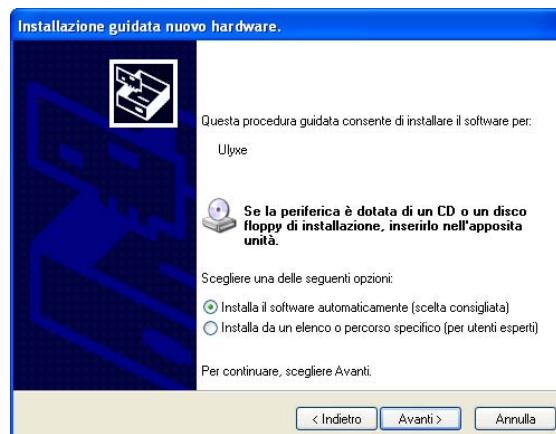 Installazione guidata nuovo hardware.
Questa procedura guidata consente di installare il software per:
Ulyxe
Se la periferica è dotata di un CD o un disco
floppy di installazione, inserirlo nell'apposita
unità.
Scegliere una delle seguenti opzioni:
Installa il software automaticamente (scelta consigliata)
Installa da un elenco o percorso specifico (per utenti esperti)
Per continuare, scegliere Avanti.
< Indietro Avanti > Annulla